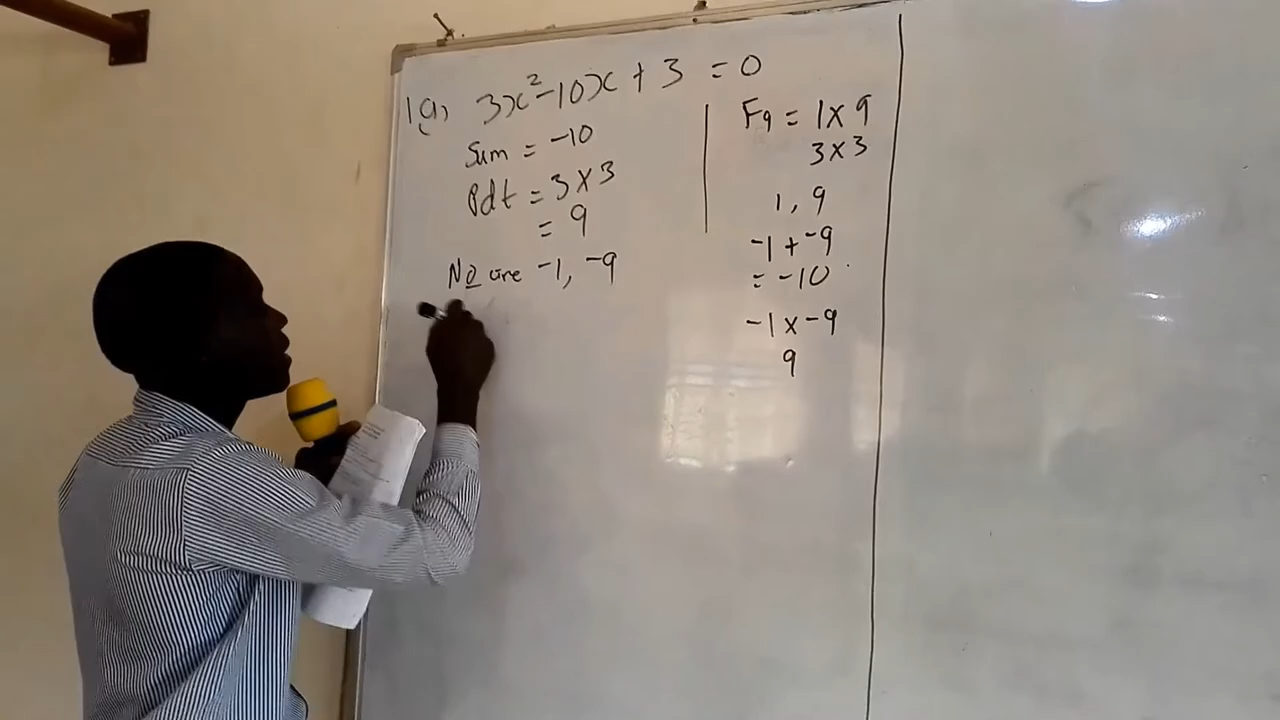 1(a) 3x² - 10x + 3 = 0
Sum = -10
Pdt = 3 x 3
= 9
No are -1, -9
F9 = 1 x 9
3 x 3
1, 9
-1 + -9
= -10
-1 x -9
9